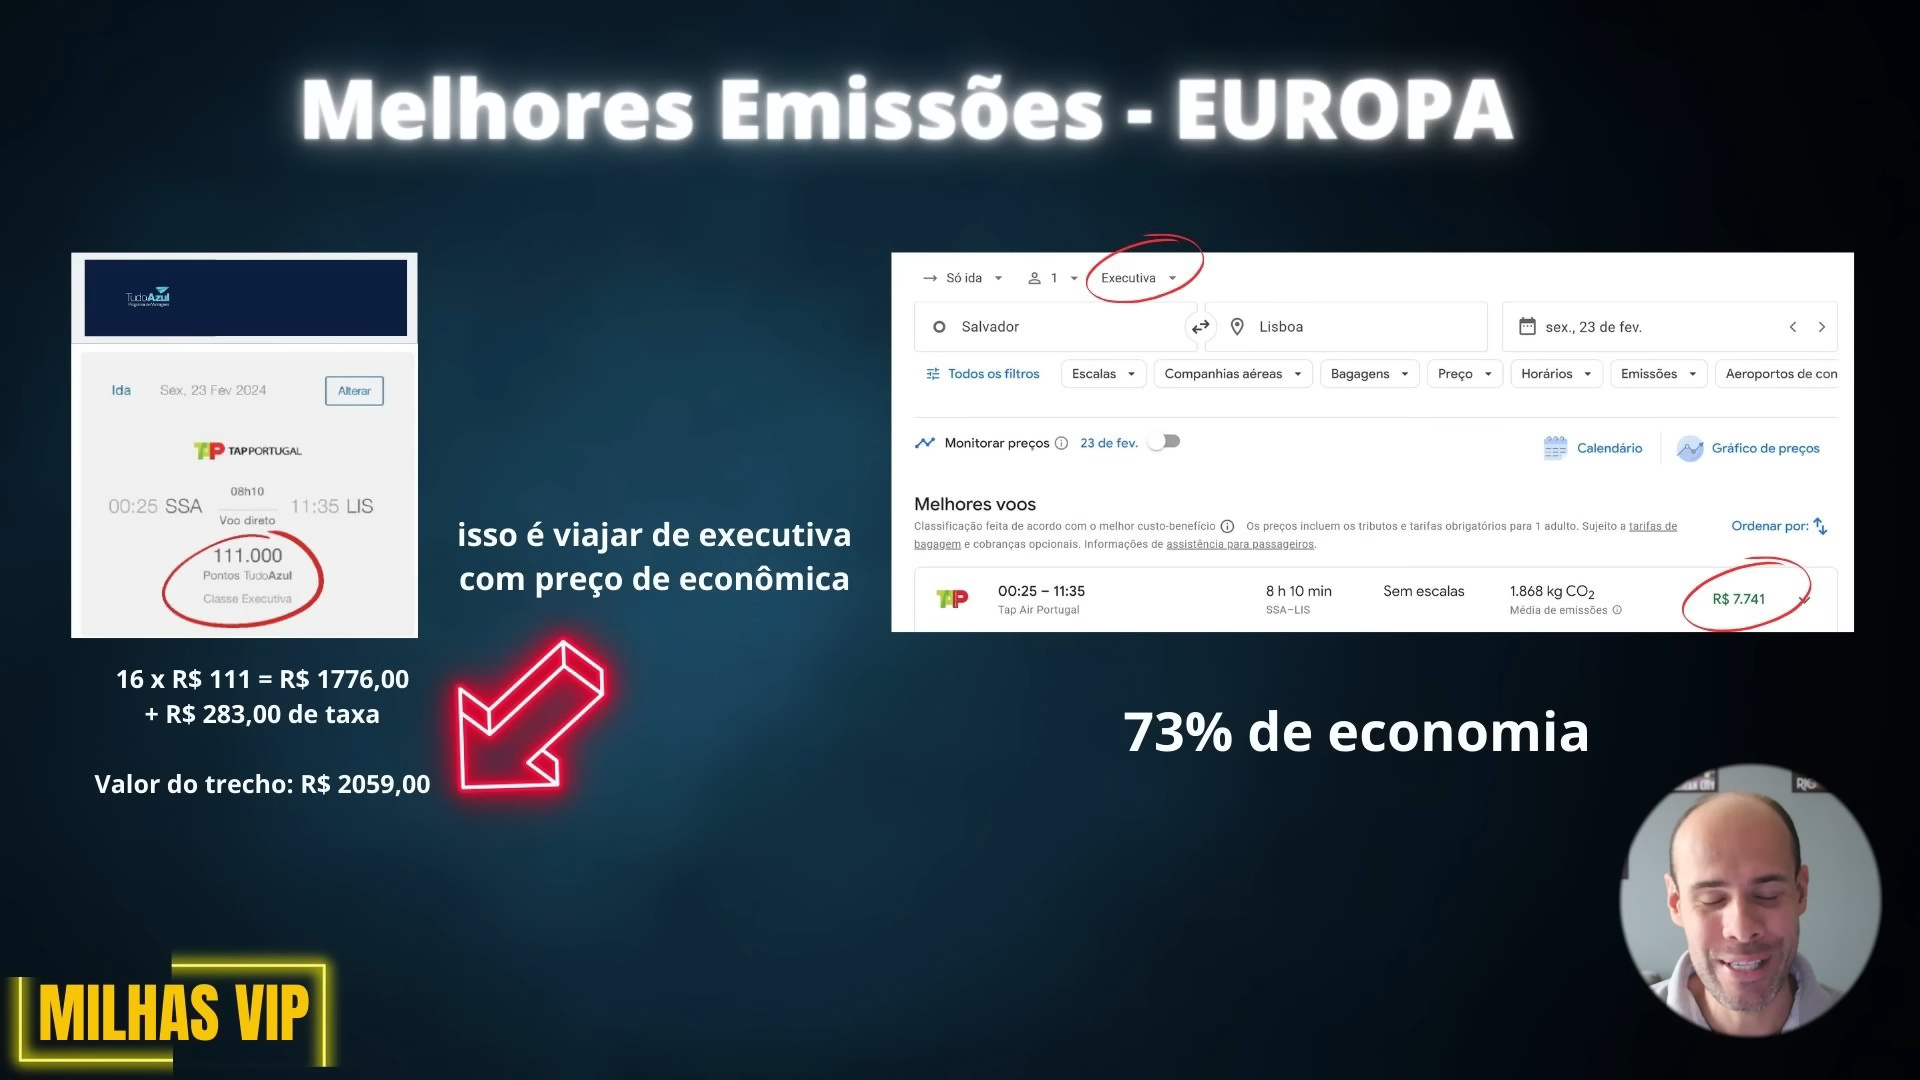 Melhores Emissões - EUROPA
TudoAzul
Ida Sex, 23 Fev 2024 Alterar
TAP TAPPORTUGAL
08h10
00:25 SSA 11:35 LIS
Voo direto
111.000
Pontos TudoAzul
Classe Executiva
16 x R$ 111 = R$ 1776,00
+ R$ 283,00 de taxa
Valor do trecho: R$ 2059,00
isso é viajar de executiva
com preço de econômica
Só ida 1 Executiva
Salvador Lisboa sex., 23 de fev.
Todos os filtros Escalas Companhias aéreas Bagagens Preço Horários Emissões Aeroportos de con
Monitorar preços 23 de fev. Calendário Gráfico de preços
Melhores voos
Classificação feita de acordo com o melhor custo-benefício Os preços incluem os tributos e tarifas obrigatórios para 1 adulto. Sujeito a tarifas de
bagagem e cobranças opcionais. Informações de assistência para passageiros.
Ordenar por:
TAP 00:25 – 11:35 8 h 10 min Sem escalas 1.868 kg CO2 R$ 7.741
Tap Air Portugal SSA–LIS Média de emissões
73% de economia
MILHAS VIP